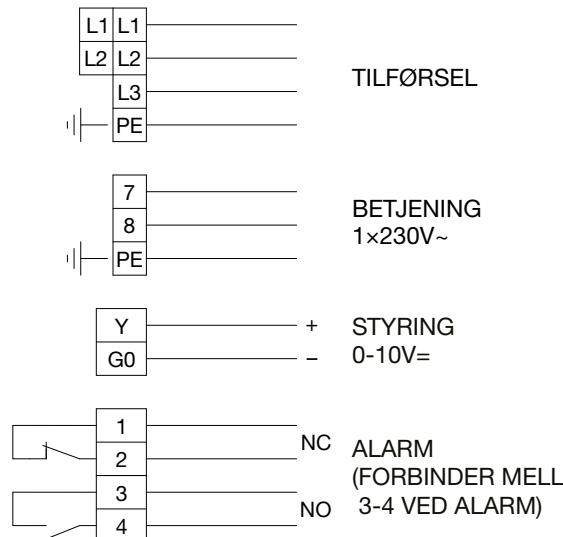 L1 L1
L2 L2
L3
PE
TILFØRSEL
7
8
PE
BETJENING
1×230V~
Y +
G0 −
STYRING
0-10V=
1
2
NC
3
4
NO
ALARM
(FORBINDER MELL
3-4 VED ALARM)